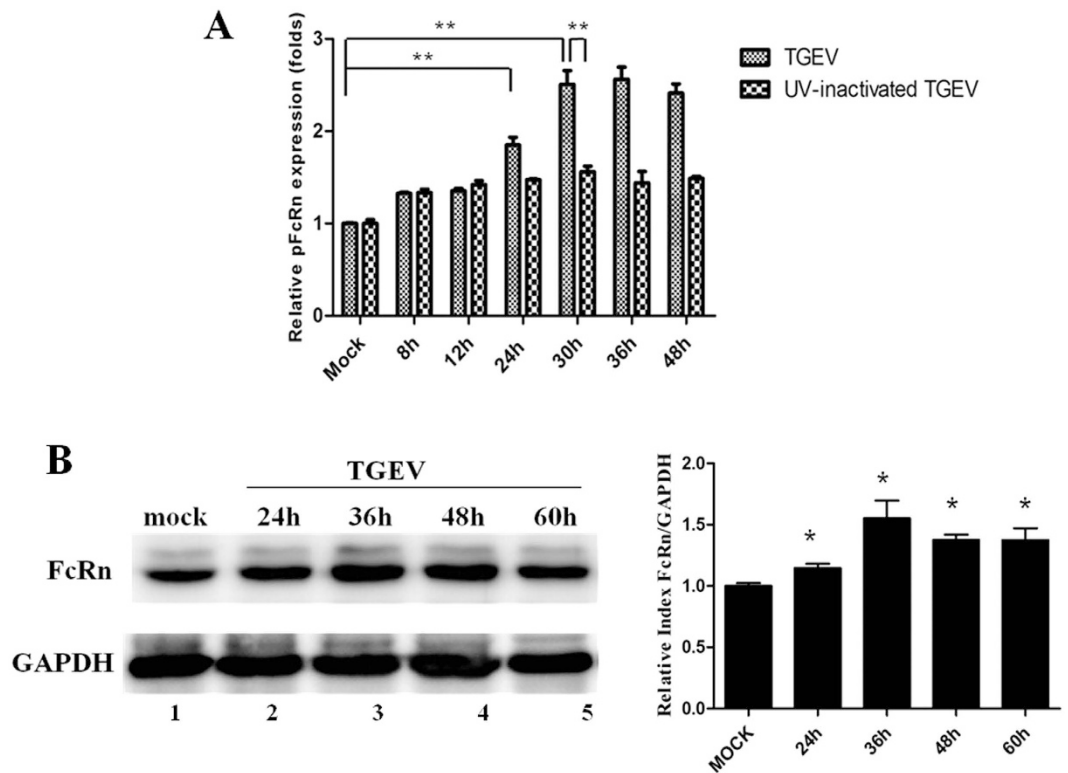 A
Relative pFcRn expression (folds)
3
2
1
0
**
**
**
TGEV
UV-inactivated TGEV
Mock
8h
12h
24h
30h
36h
48h
B
TGEV
mock 24h 36h 48h 60h
FcRn
GAPDH
1 2 3 4 5
Relative Index FcRn/GAPDH
2.0
1.5
1.0
0.5
0.0
*
*
*
*
MOCK
24h
36h
48h
60h